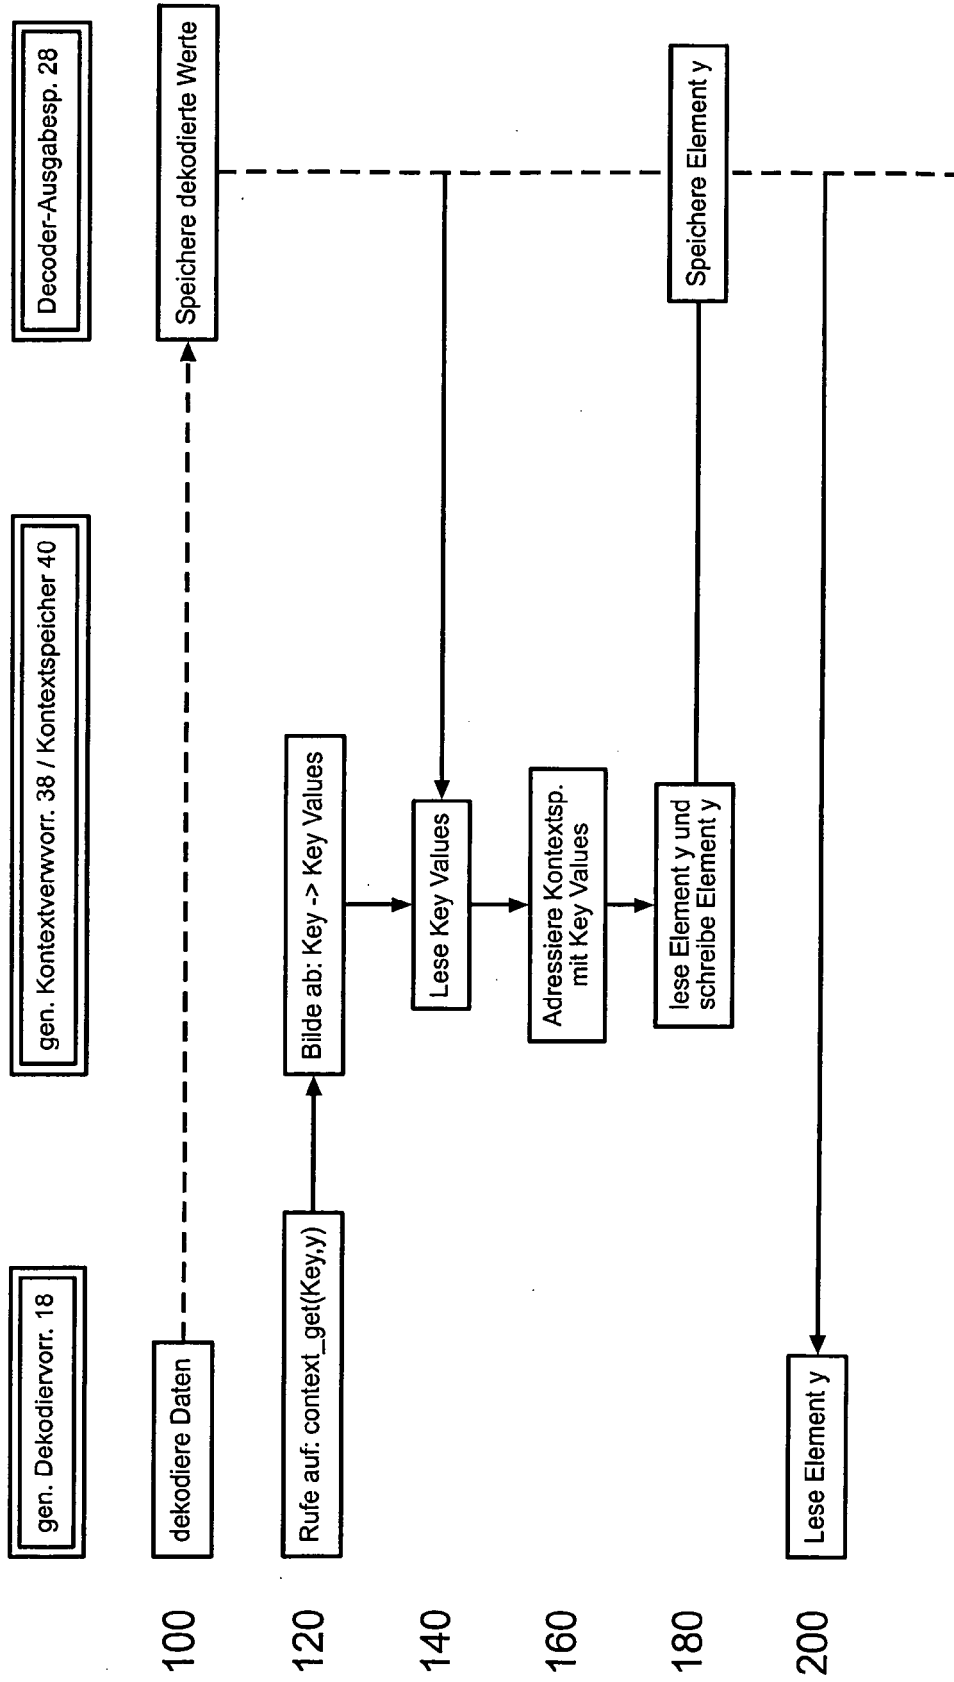 gen. Dekodiervorr. 18
gen. Kontextverwvorr. 38 / Kontextspeicher 40
Decoder-Ausgabesp. 28
100
dekodiere Daten
Speichere dekodierte Werte
120
Rufe auf: context_get(Key,y)
Bilde ab: Key -> Key Values
140
Lese Key Values
160
Adressiere Kontextsp.
mit Key Values
180
lese Element y und
schreibe Element y
Speichere Element y
200
Lese Element y